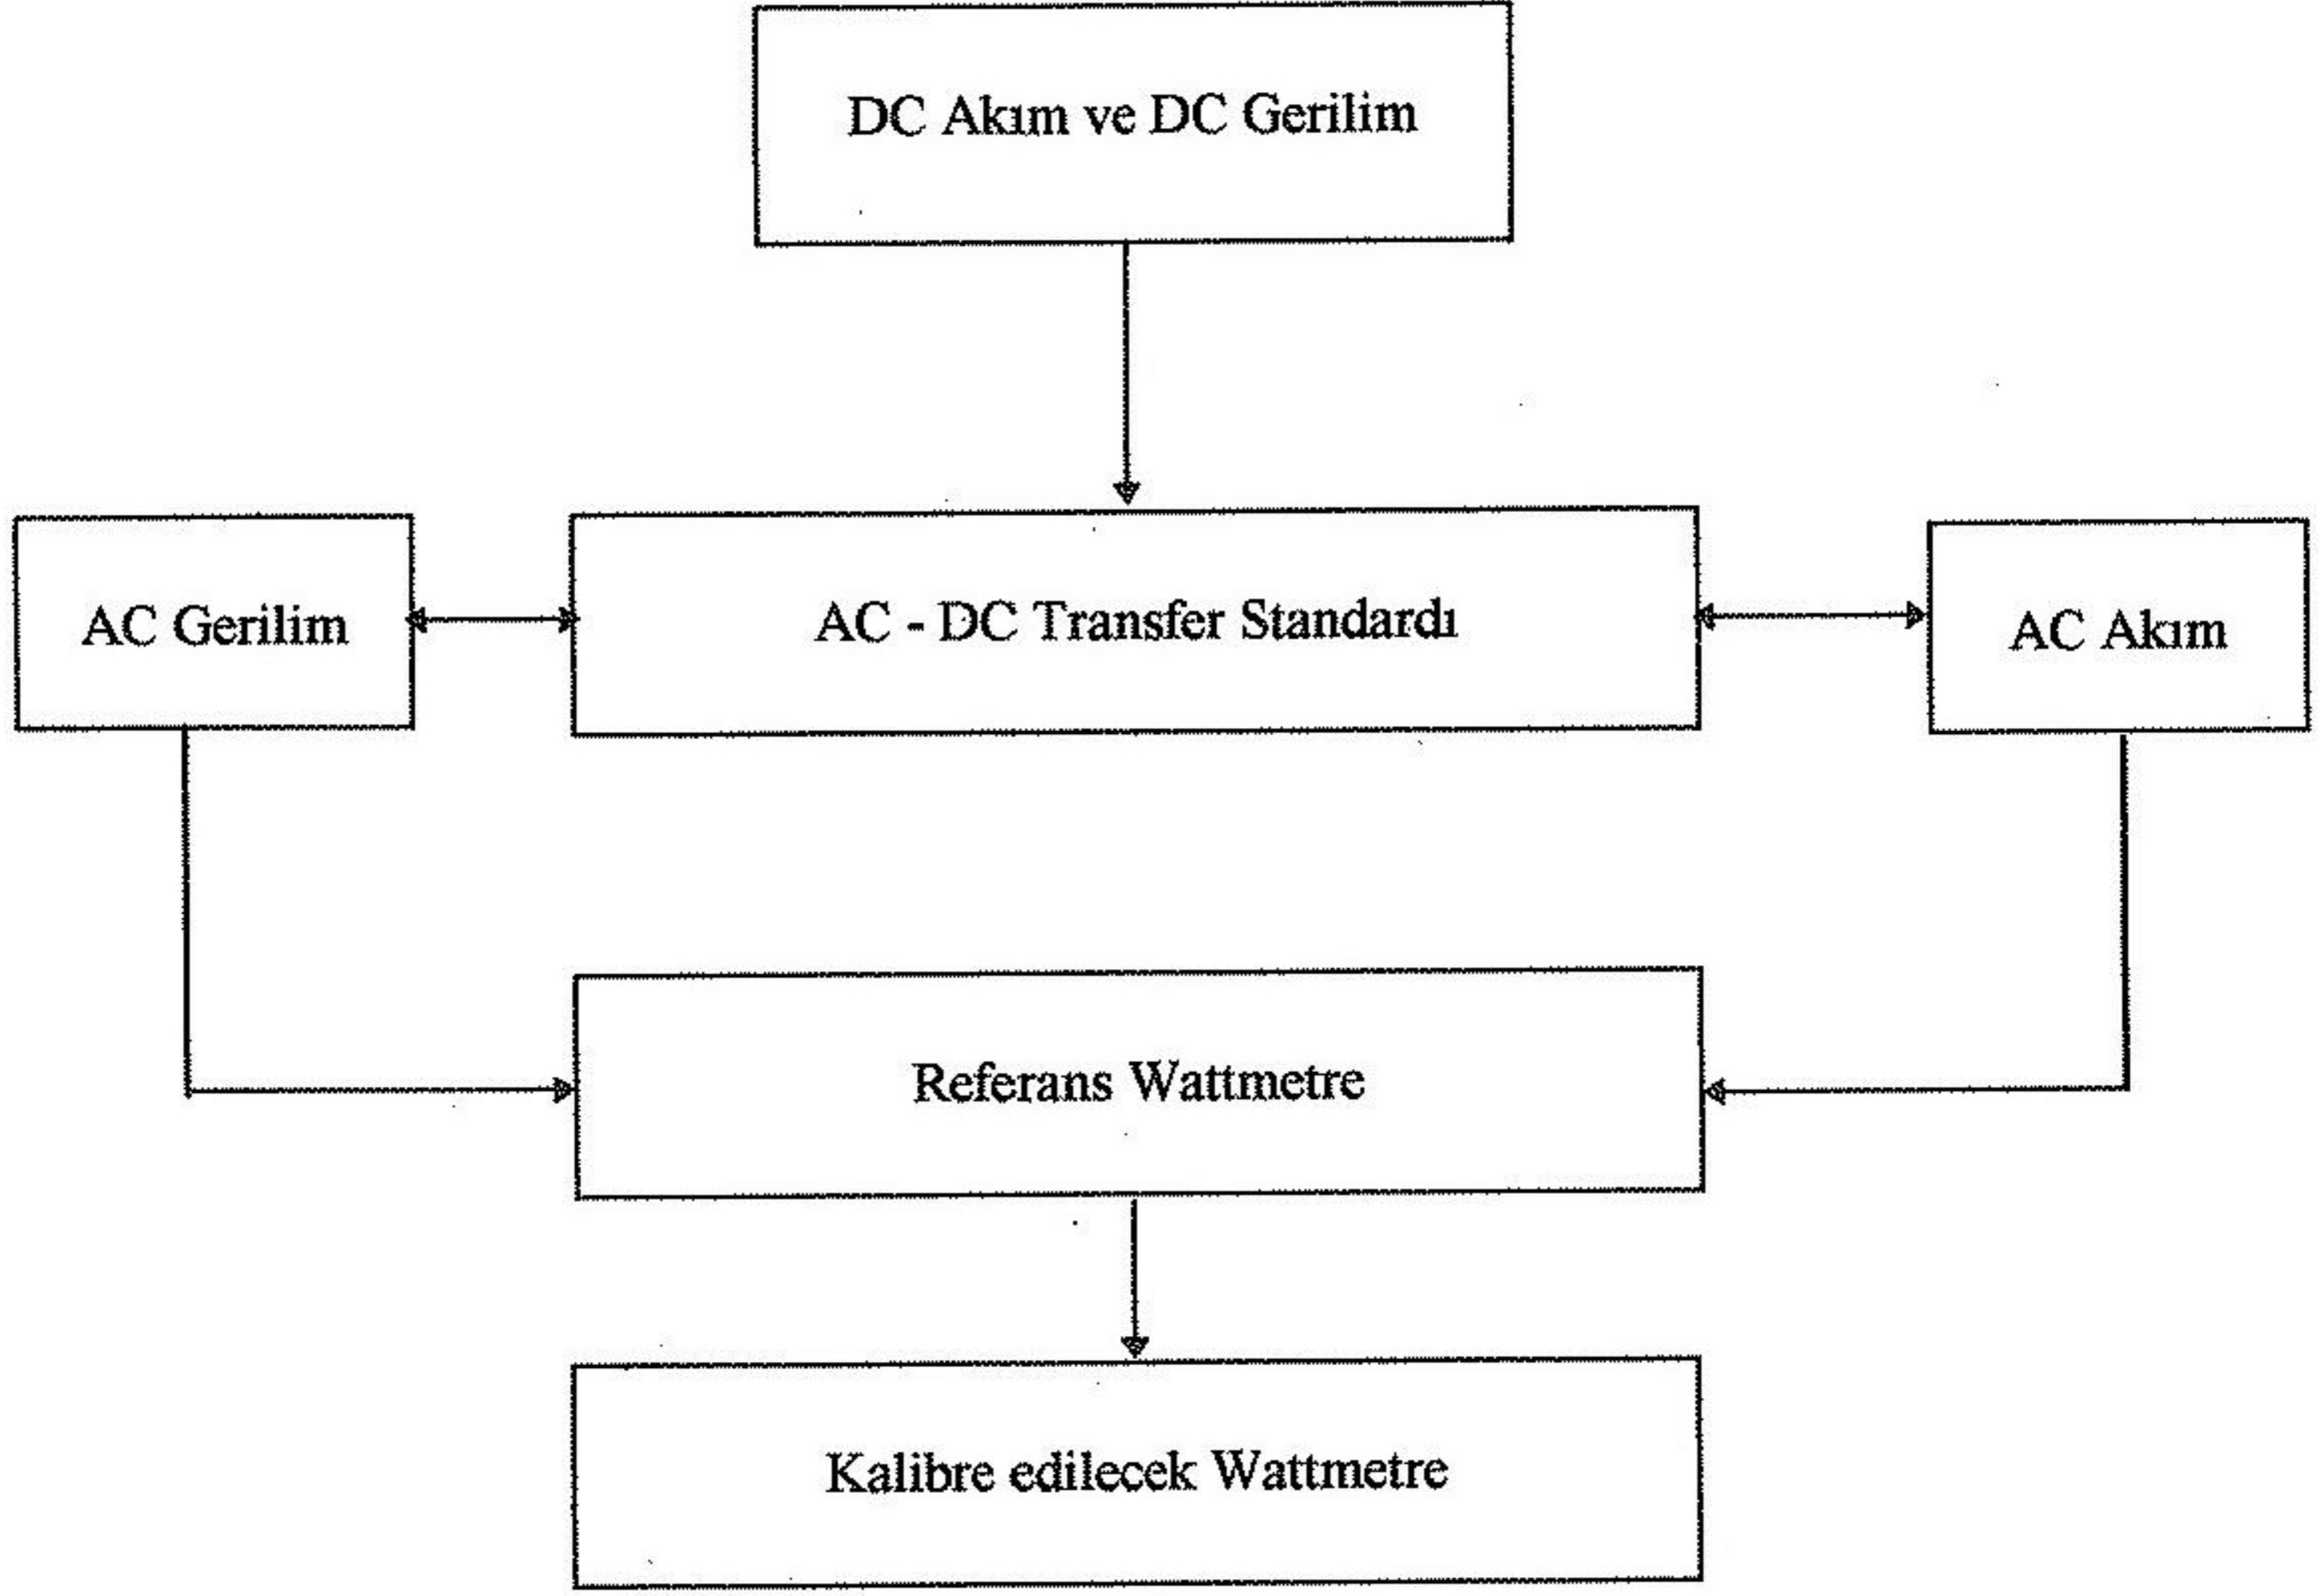 DC Akım ve DC Gerilim
AC Gerilim
AC - DC Transfer Standardı
AC Akım
Referans Wattmetre
Kalibre edilecek Wattmetre